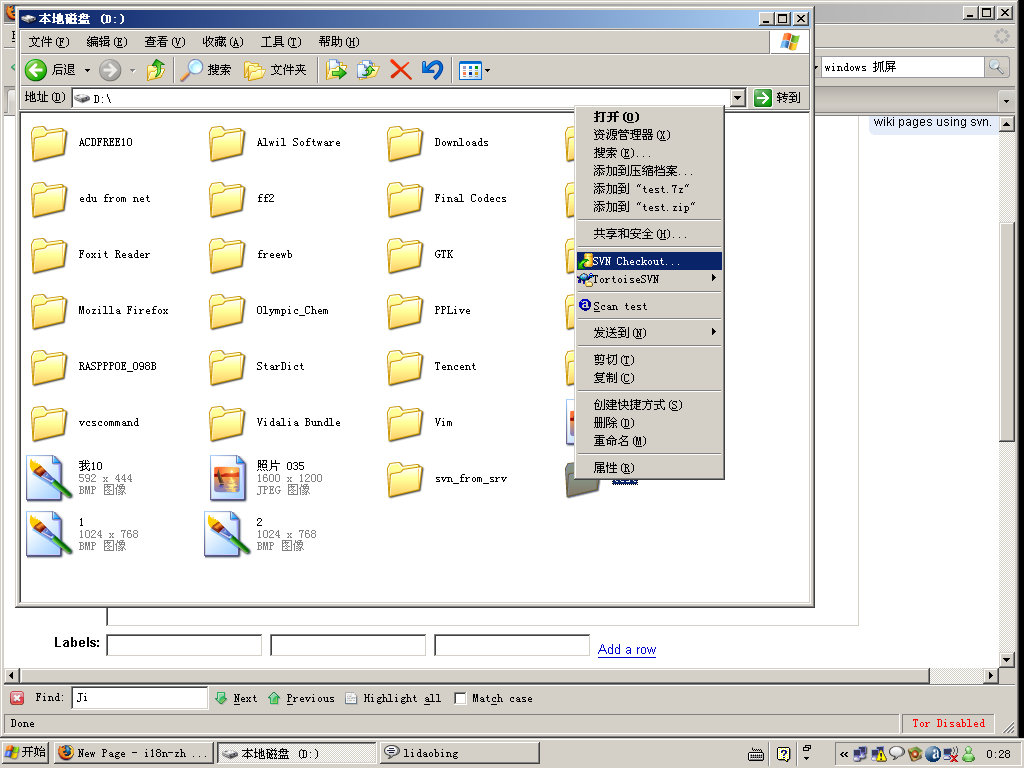 本地磁盘 (D:)
文件(F) 编辑(E) 查看(V) 收藏(A) 工具(T) 帮助(H)
后退 搜索 文件夹
windows 抓屏
地址(D) D:\ 转到
wiki pages using svn.
ACDFREE10 Alwil Software Downloads
edu from net ff2 Final Codecs
Foxit Reader freewb GTK
Mozilla Firefox Olympic_Chem PPLive
RASPPPOE_098B StarDict Tencent
vcscommand Vidalia Bundle Vim
我10
592 x 444
BMP 图像
照片 035
1600 x 1200
JPEG 图像
svn_from_srv
1
1024 x 768
BMP 图像
2
1024 x 768
BMP 图像
打开(O)
资源管理器(X)
搜索(E)...
添加到压缩档案...
添加到 "test.7z"
添加到 "test.zip"
共享和安全(H)...
SVN Checkout...
TortoiseSVN
Scan test
发送到(N)
剪切(T)
复制(C)
创建快捷方式(S)
删除(D)
重命名(M)
属性(R)
Labels: Add a row
Find: Ji Next Previous Highlight all Match case
Done Tor Disabled
开始 New Page - i18n-zh ... 本地磁盘 (D:) lidaobing « 0:28